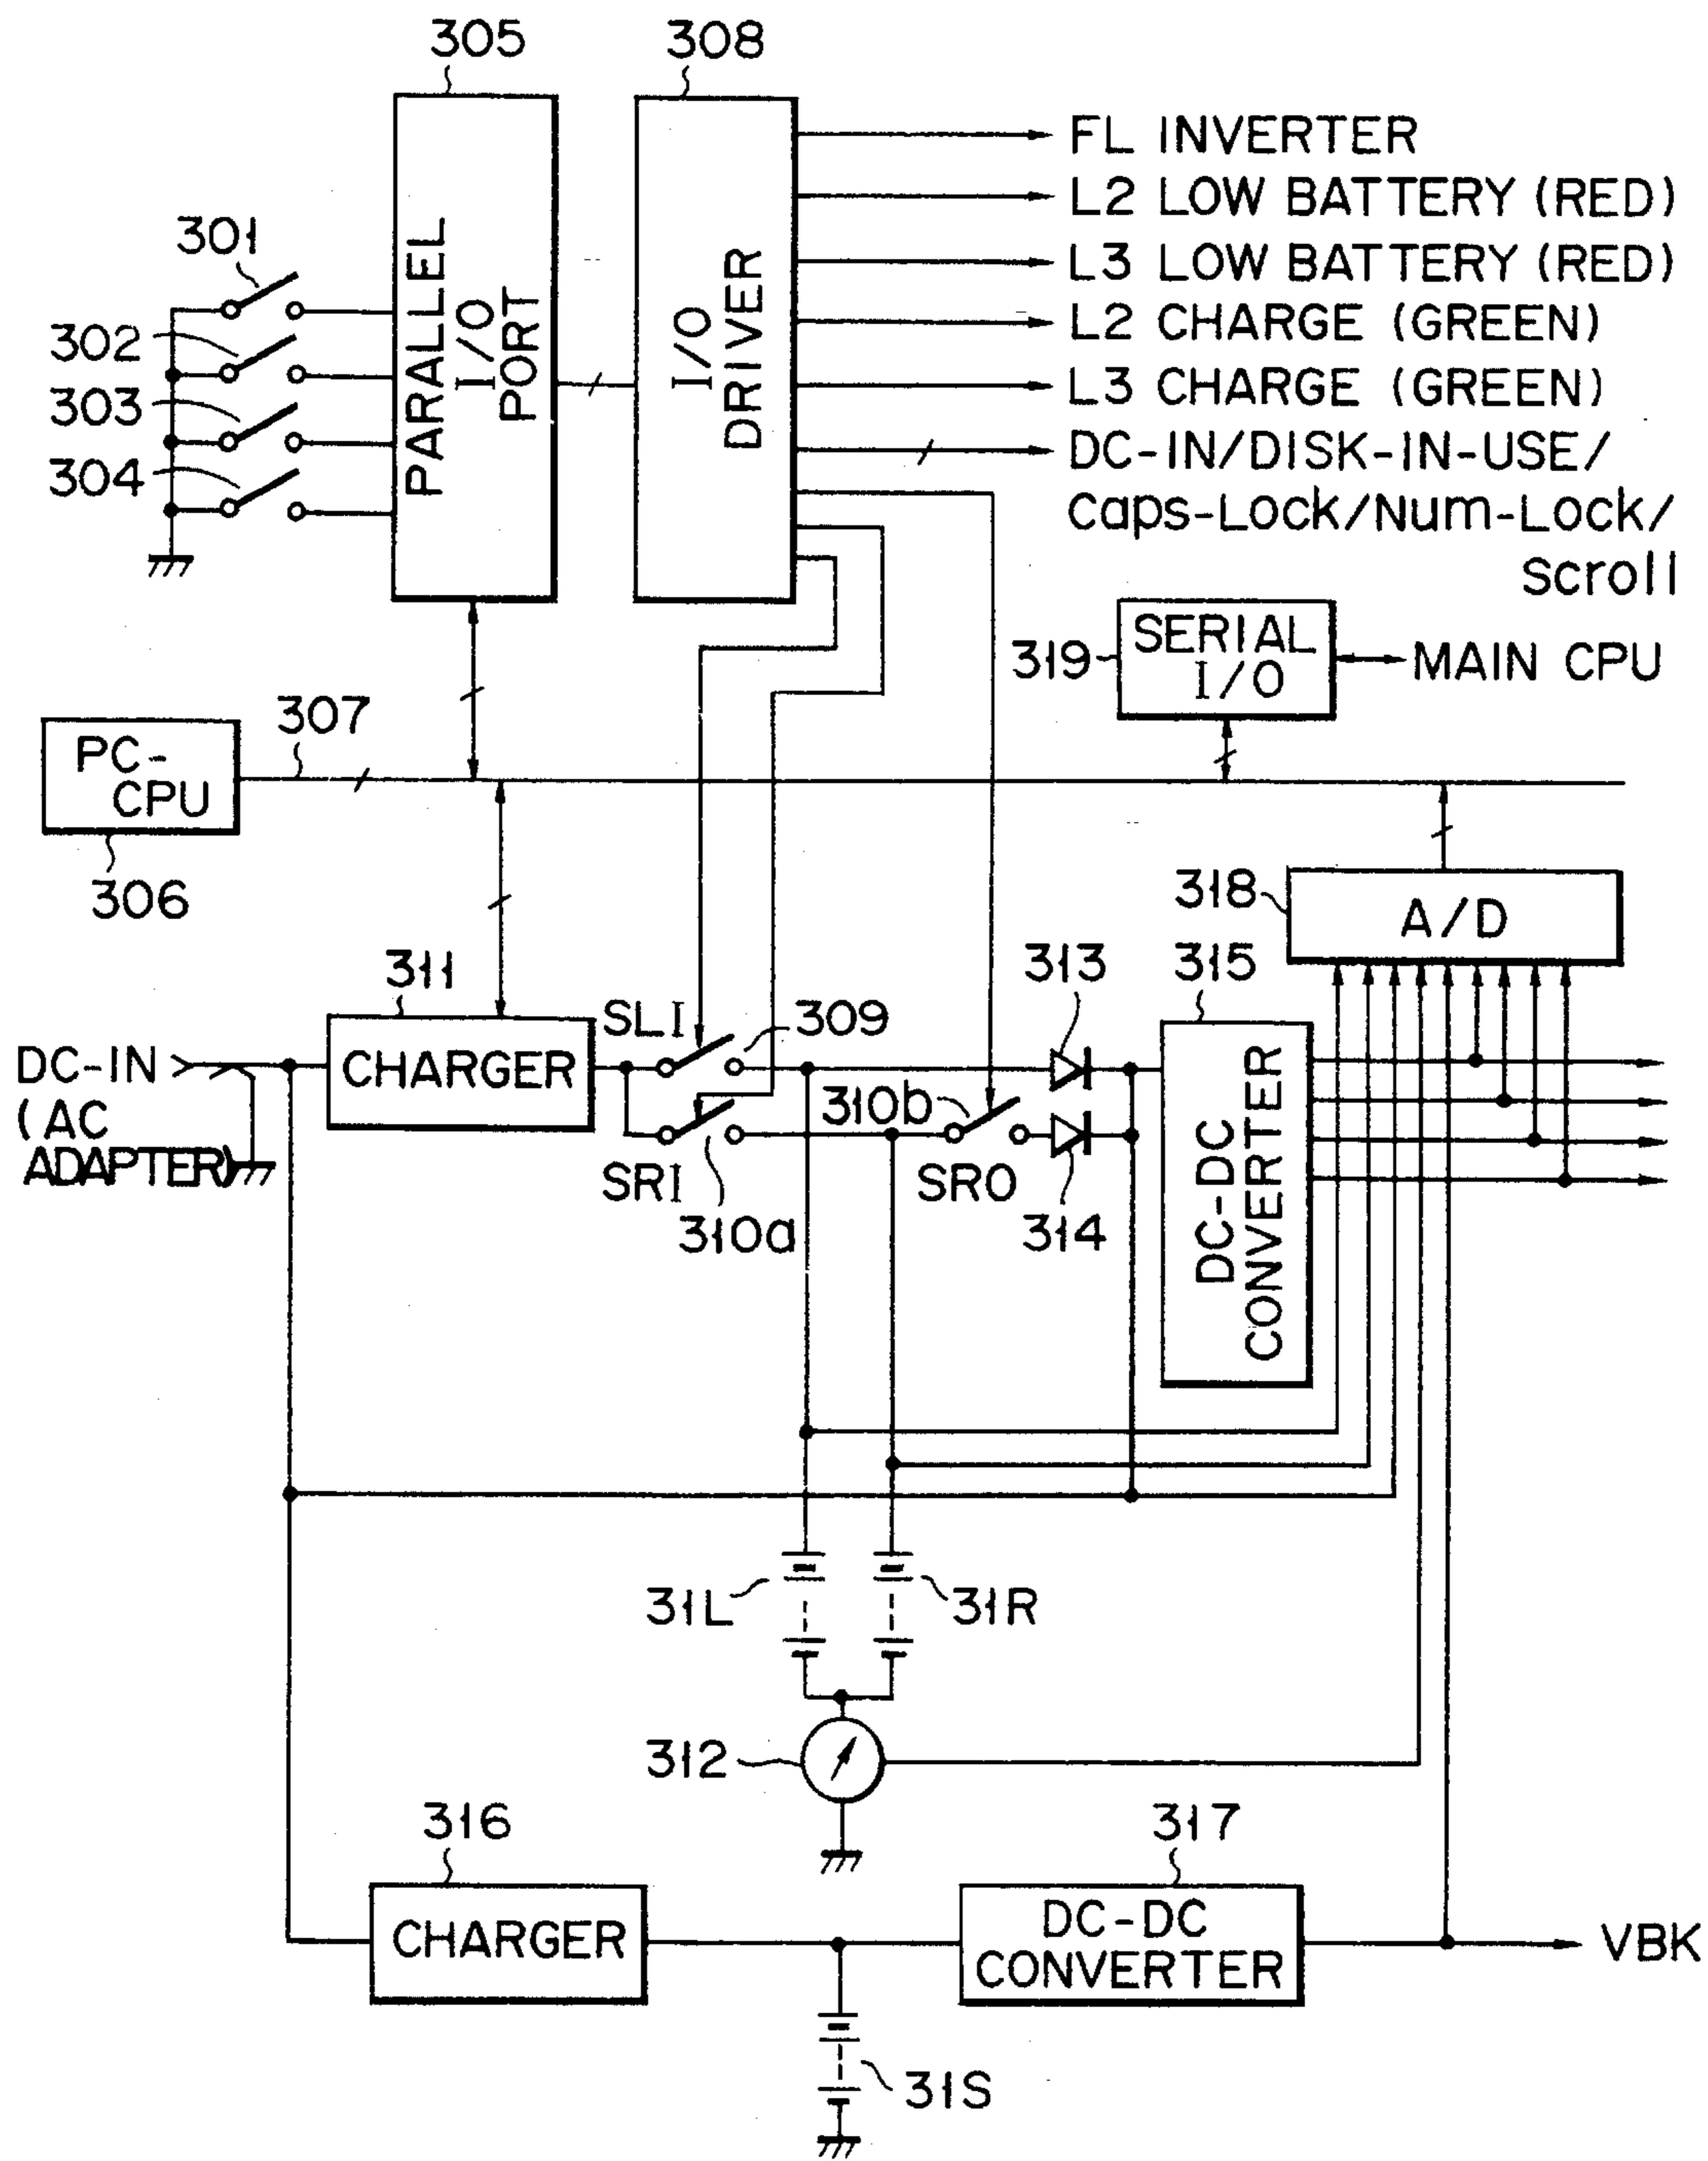 305
308
PARALLEL
I/O
PORT
I/O
DRIVER
FL INVERTER
L2 LOW BATTERY (RED)
L3 LOW BATTERY (RED)
L2 CHARGE (GREEN)
L3 CHARGE (GREEN)
DC-IN/DISK-IN-USE/
Caps-Lock/Num-Lock/
Scroll
301
302
303
304
319
SERIAL
I/O
MAIN CPU
307
PC-
CPU
306
318
A/D
311
CHARGER
DC-IN
(AC
ADAPTER)
SLI
309
SRI
310a
310b
SRO
313
314
315
DC-DC
CONVERTER
31L
31R
312
316
CHARGER
317
DC-DC
CONVERTER
VBK
31S